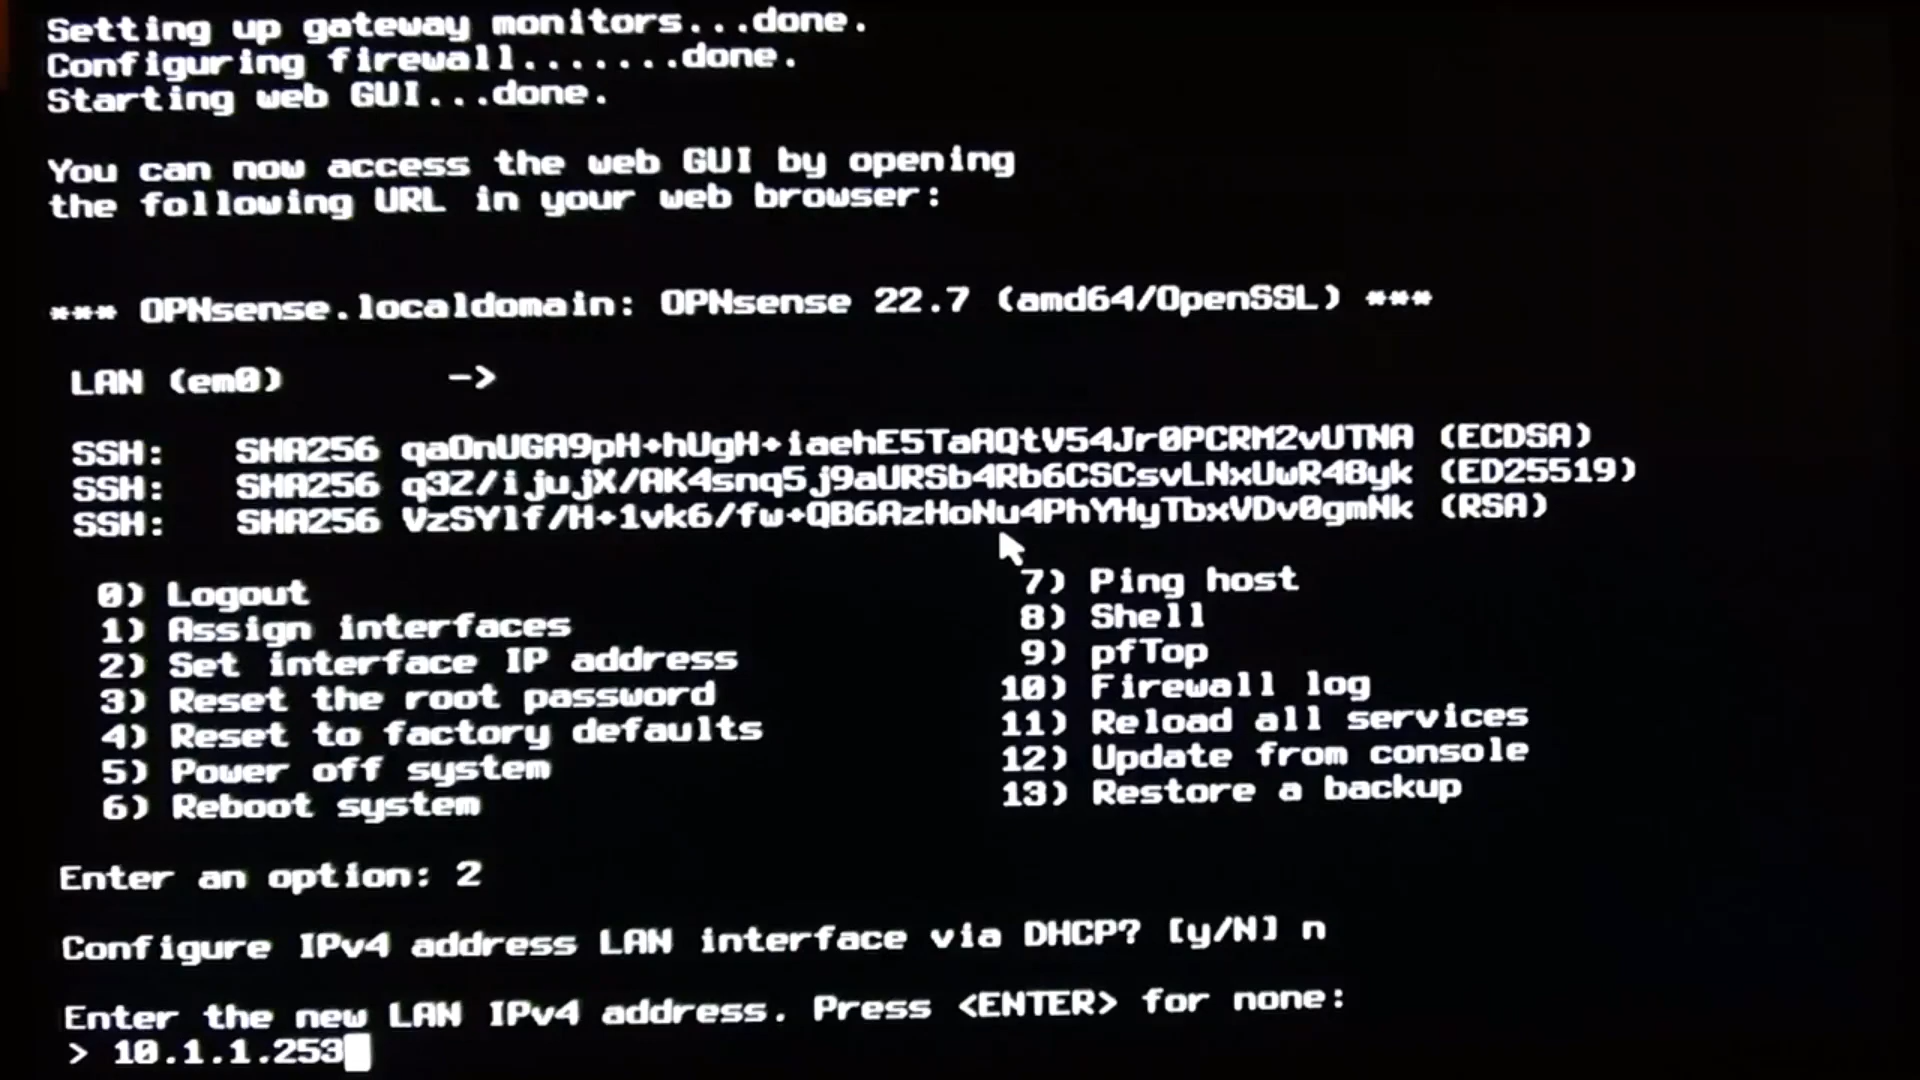 Setting up gateway monitors...done.
Configuring firewall.......done.
Starting web GUI...done.
You can now access the web GUI by opening
the following URL in your web browser:
*** OPNsense.localdomain: OPNsense 22.7 (amd64/OpenSSL) ***
LAN (em0) ->
SSH: SHA256 qaOnUGA9pH+hUgH+iaehE5TaAQtV54Jr0PCRM2vUTNA (ECDSA)
SSH: SHA256 q3Z/ijujX/AK4snq5j9aURSb4Rb6CSCsvLNxUwR48yk (ED25519)
SSH: SHA256 VzSYlf/H+1vk6/fw+QB6AzHoNu4PhYHyTbxVDv0gmNk (RSA)
0) Logout 7) Ping host
1) Assign interfaces 8) Shell
2) Set interface IP address 9) pfTop
3) Reset the root password 10) Firewall log
4) Reset to factory defaults 11) Reload all services
5) Power off system 12) Update from console
6) Reboot system 13) Restore a backup
Enter an option: 2
Configure IPv4 address LAN interface via DHCP? [y/N] n
Enter the new LAN IPv4 address. Press <ENTER> for none:
> 10.1.1.253